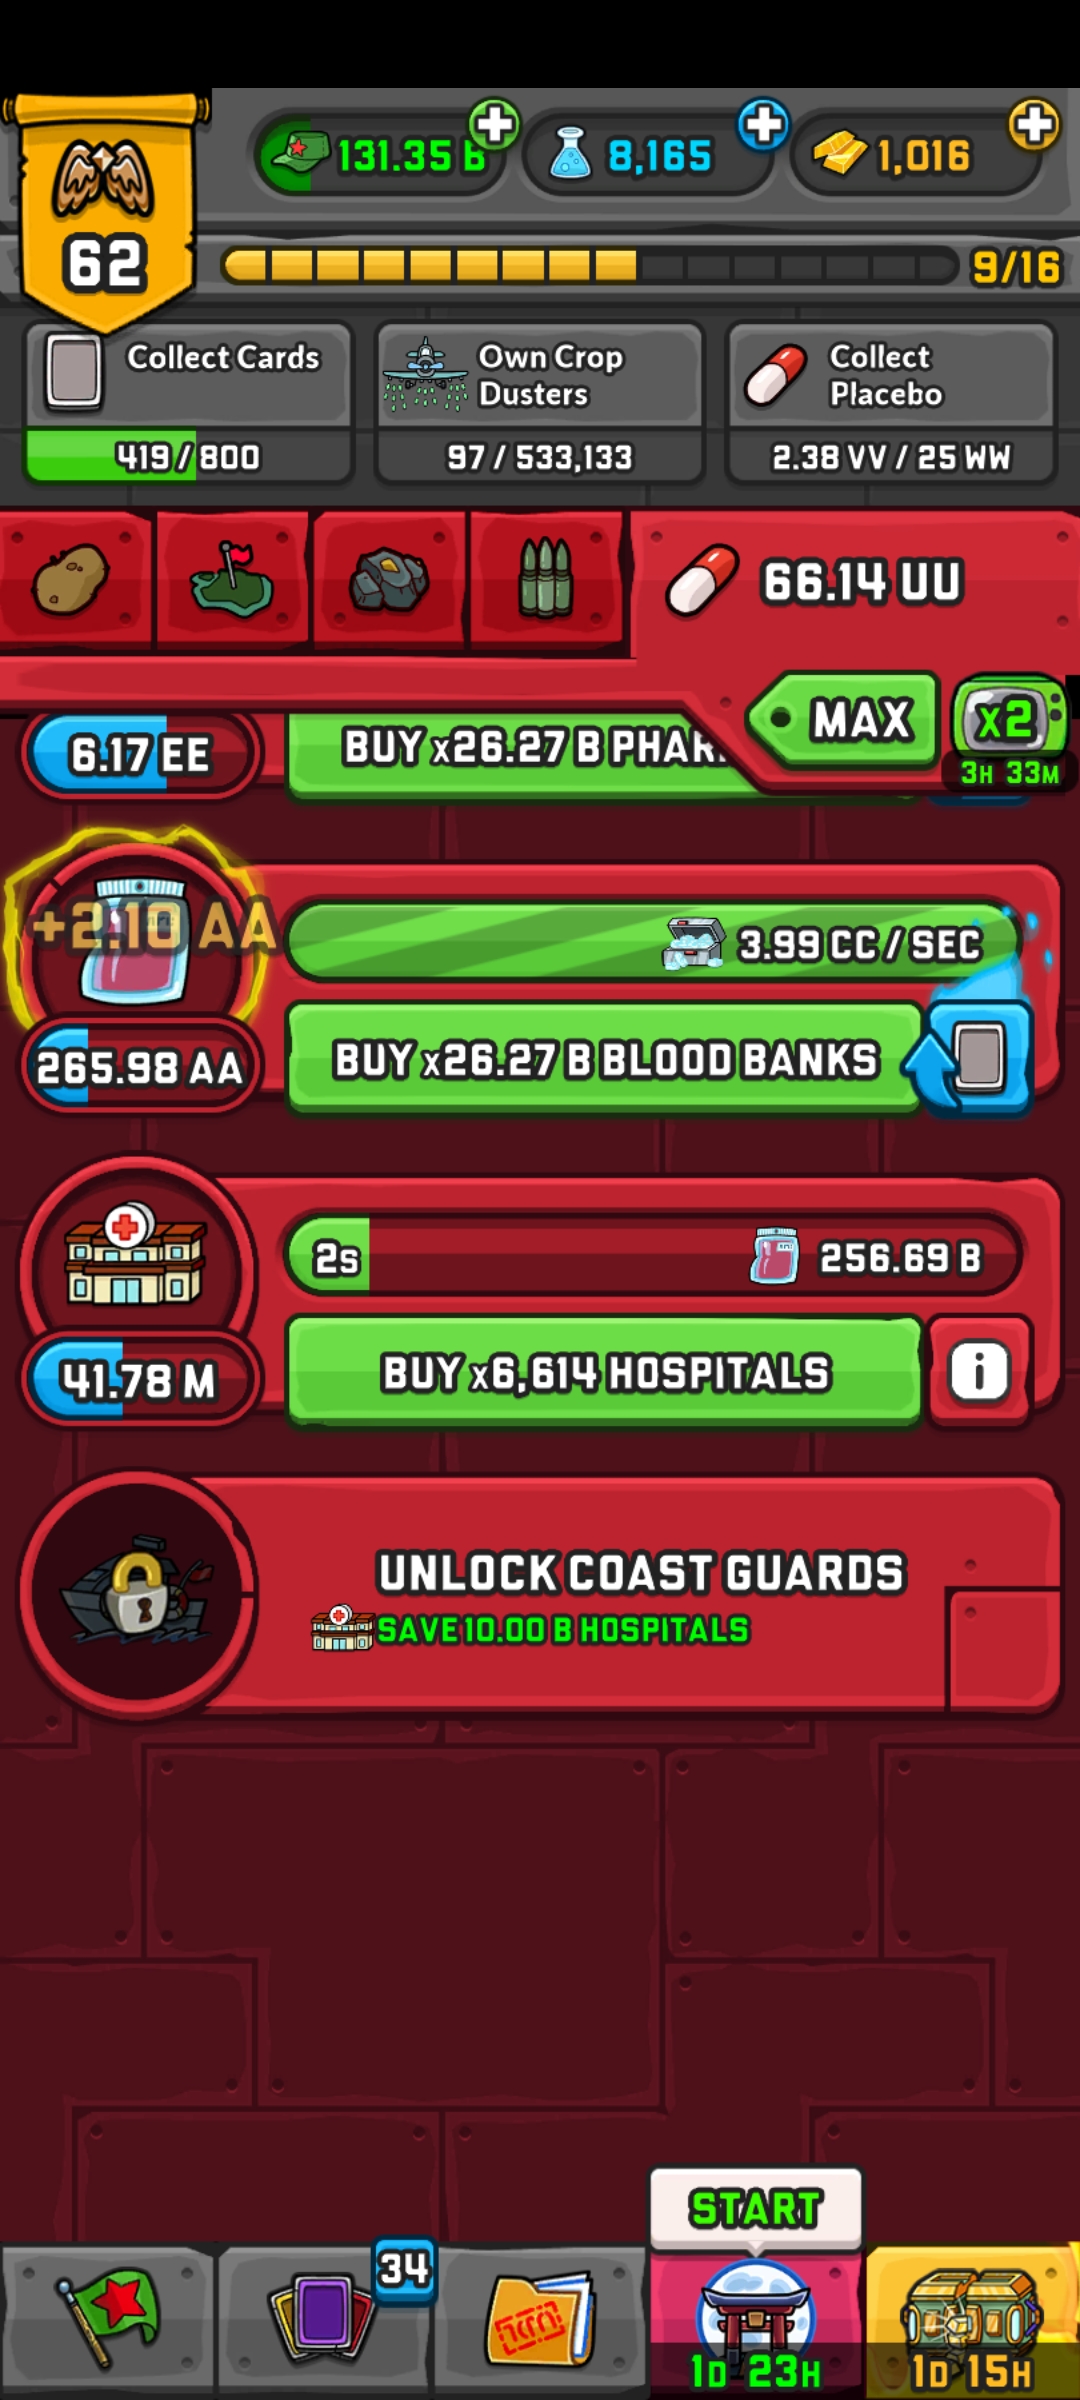 131.35 B
8,165
1,016
62
9/16
Collect Cards
419 / 800
Own Crop
Dusters
97 / 533,133
Collect
Placebo
2.38 VV / 25 WW
66.14 UU
MAX
x2
3H 33M
6.17 EE
BUY x26.27 B
+2.10 AA
3.99 CC / SEC
265.98 AA
BUY x26.27 B BLOOD BANKS
2s
256.69 B
41.78 M
BUY x6,614 HOSPITALS
i
UNLOCK COAST GUARDS
SAVE 10.00 B HOSPITALS
START
34
1D 23H
1D 15H